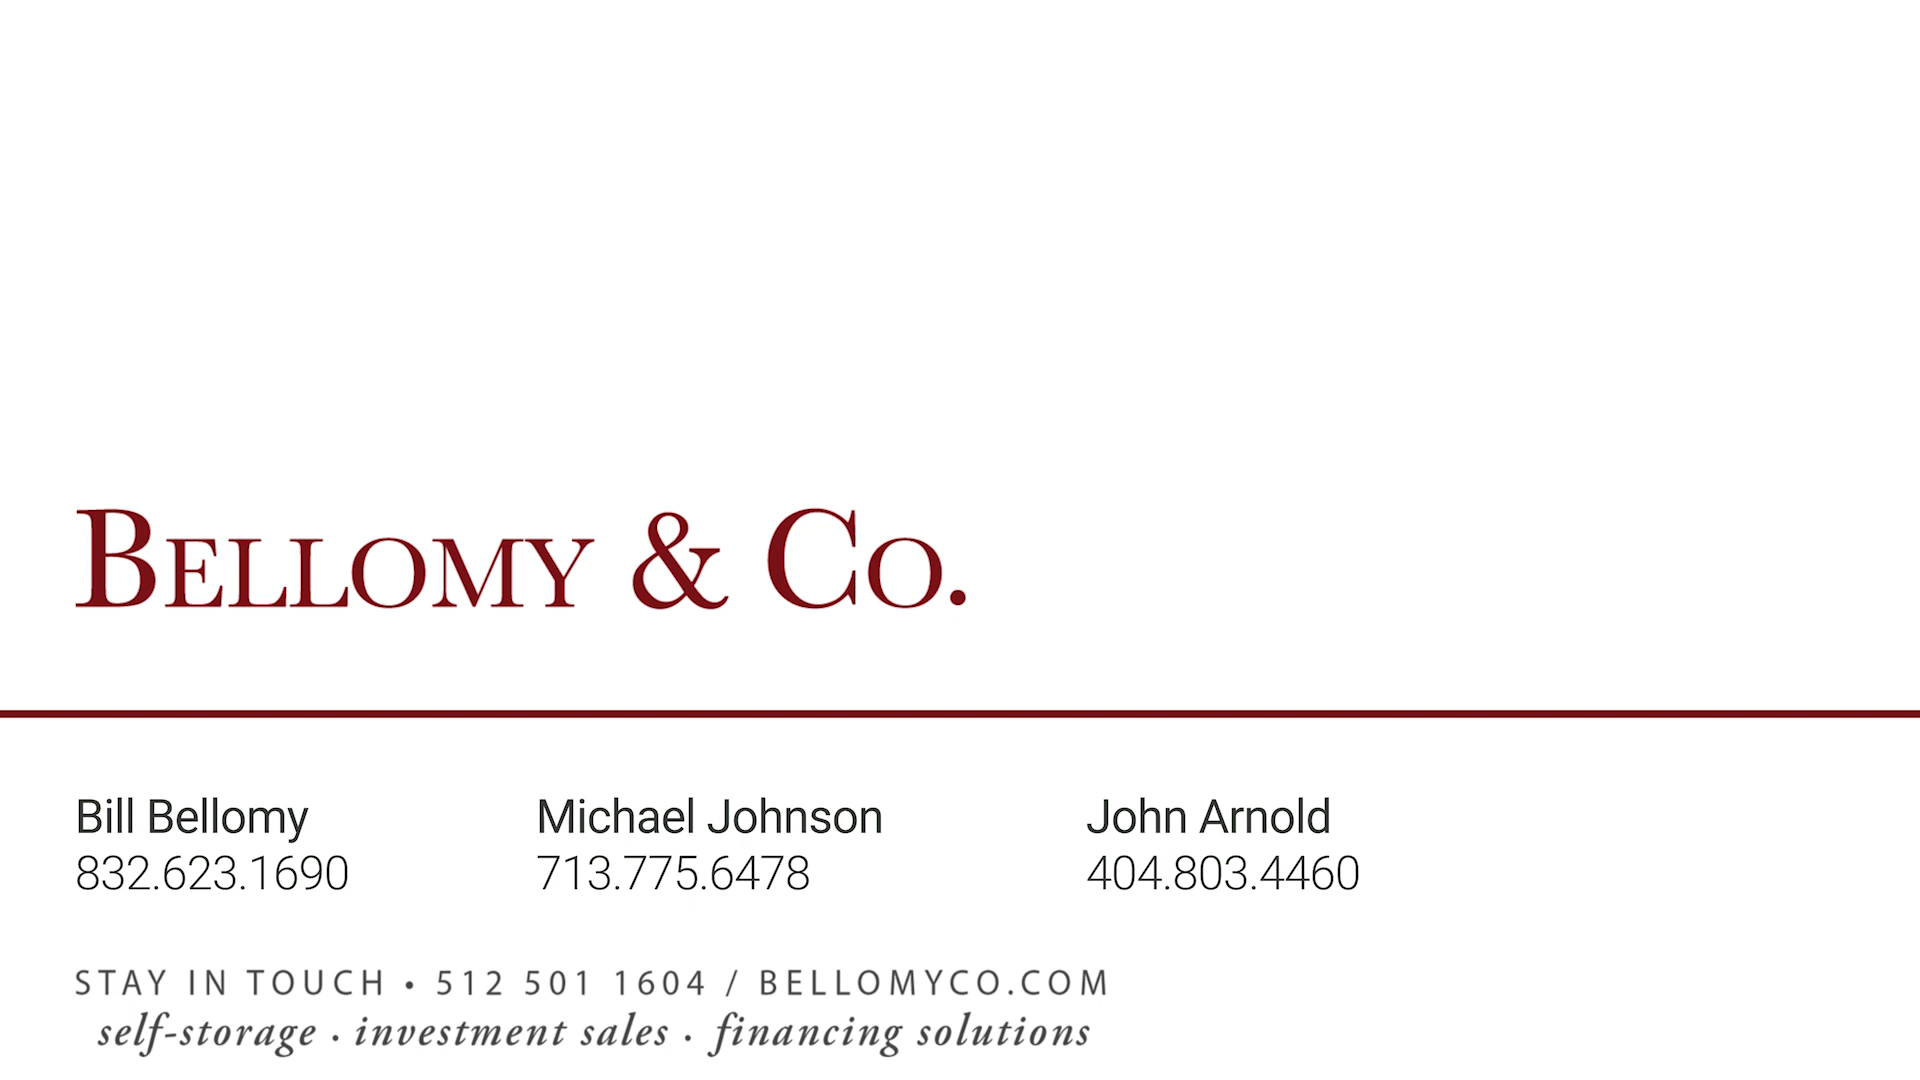 BELLOMY & CO.
Bill Bellomy Michael Johnson John Arnold
832.623.1690 713.775.6478 404.803.4460
STAY IN TOUCH • 512 501 1604 / BELLOMYCO.COM
self-storage · investment sales · financing solutions